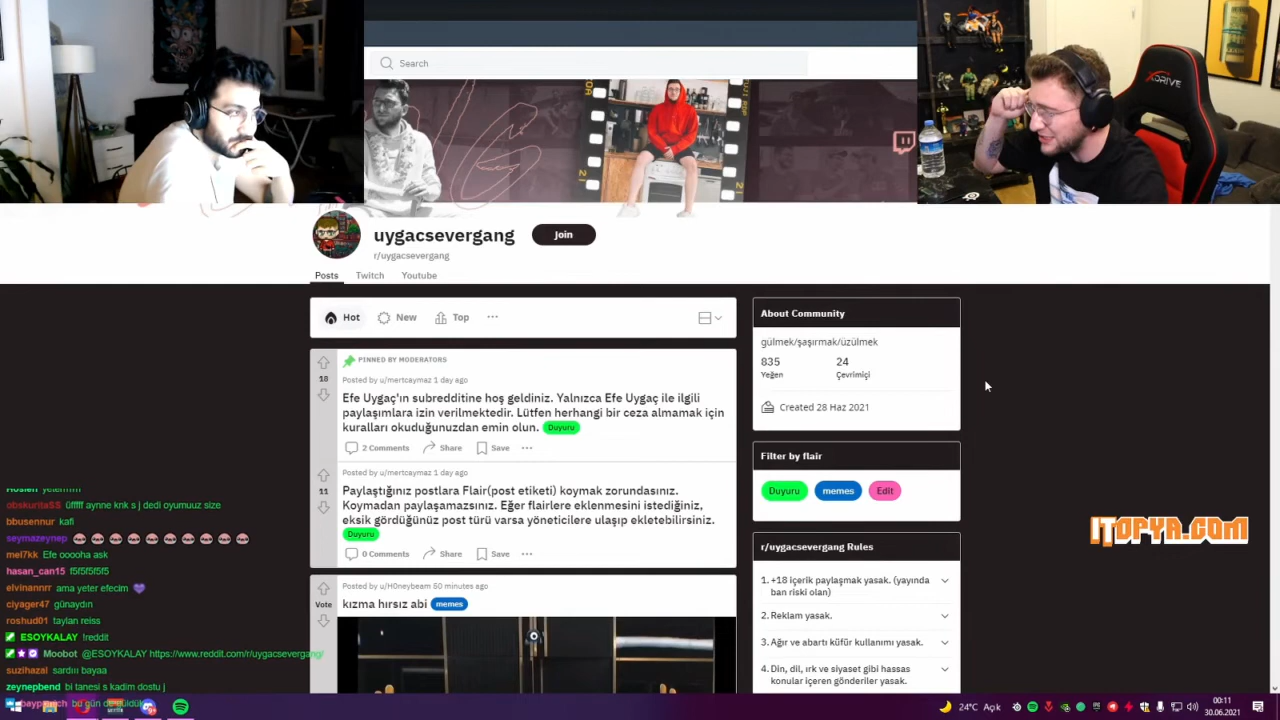 Search
DRIVE
uygacsevergang
Join
r/uygacsevergang
Posts
Twitch
Youtube
Hot
New
Top
PINNED BY MODERATORS
18
Posted by u/mertcaymaz 1 day ago
Efe Uygaç'ın subredditine hoş geldiniz. Yalnızca Efe Uygaç ile ilgili
paylaşımlara izin verilmektedir. Lütfen herhangi bir ceza almamak için
kuralları okuduğunuzdan emin olun. Duyuru
2 Comments Share Save
Posted by u/mertcaymaz 1 day ago
11
Paylaştığınız postlara Flair(post etiketi) koymak zorundasınız.
Koymadan paylaşamazsınız. Eğer flairlere eklenmesini istediğiniz,
eksik gördüğünüz post türü varsa yöneticilere ulaşıp ekletebilirsiniz.
Duyuru
0 Comments Share Save
Posted by u/H0neybeam 50 minutes ago
Vote
kızma hırsız abi memes
About Community
gülmek/şaşırmak/üzülmek
835 24
Yeğen Çevrimiçi
Created 28 Haz 2021
Filter by flair
Duyuru memes Edit
r/uygacsevergang Rules
1. +18 içerik paylaşmak yasak. (yayında
ban riski olan)
2. Reklam yasak.
3. Ağır ve abartı küfür kullanımı yasak.
4. Din, dil, ırk ve siyaset gibi hassas
konular içeren gönderiler yasak.
ITOPYA.COM
obskuritaSS üfffff aynne knk s j dedi oyumuuz size
bbusennur kafi
seymazeynep
mel7kk Efe ooooha ask
hasan_can15 f5f5f5f5f5
elvinannrr ama yeter efecim
ciyager47 günaydın
roshud01 taylan reiss
ESOYKALAY !reddit
Moobot @ESOYKALAY https://www.reddit.com/r/uygacsevergang/
suzihazal sardıı bayaa
zeynepbend bi tanesi s kadim dostu j
24°C Açık
00:11
30.06.2021